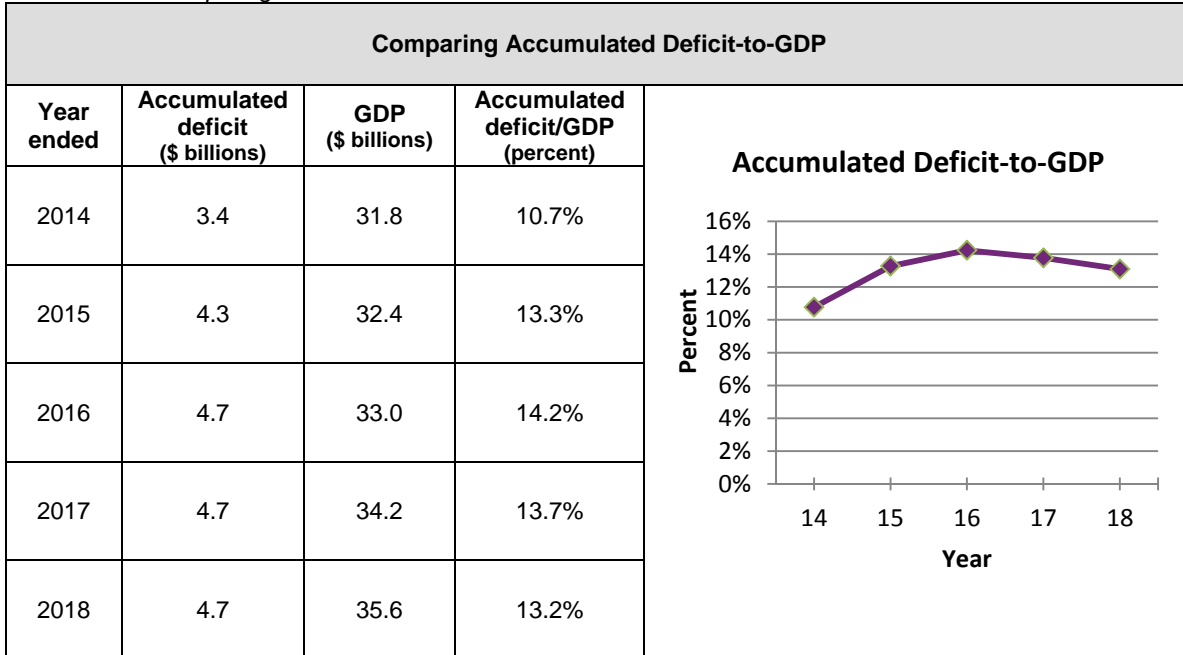 Comparing Accumulated Deficit-to-GDP
Year ended
Accumulated deficit ($ billions)
GDP ($ billions)
Accumulated deficit/GDP (percent)
2014 3.4 31.8 10.7%
2015 4.3 32.4 13.3%
2016 4.7 33.0 14.2%
2017 4.7 34.2 13.7%
2018 4.7 35.6 13.2%
Accumulated Deficit-to-GDP
Percent
16%
14%
12%
10%
8%
6%
4%
2%
0%
14 15 16 17 18
Year